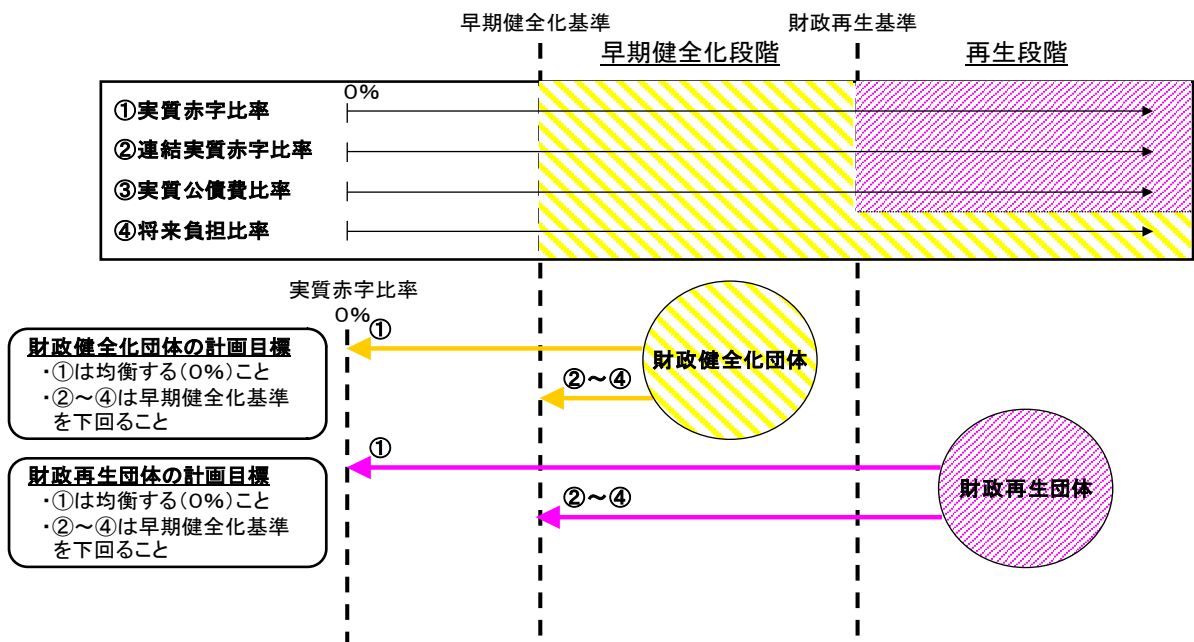 早期健全化基準
財政再生基準
早期健全化段階
再生段階
0%
①実質赤字比率
②連結実質赤字比率
③実質公債費比率
④将来負担比率
実質赤字比率
0%
財政健全化団体の計画目標
・①は均衡する(0%)こと
・②～④は早期健全化基準
を下回ること
①
②～④
財政健全化団体
財政再生団体の計画目標
・①は均衡する(0%)こと
・②～④は早期健全化基準
を下回ること
①
②～④
財政再生団体